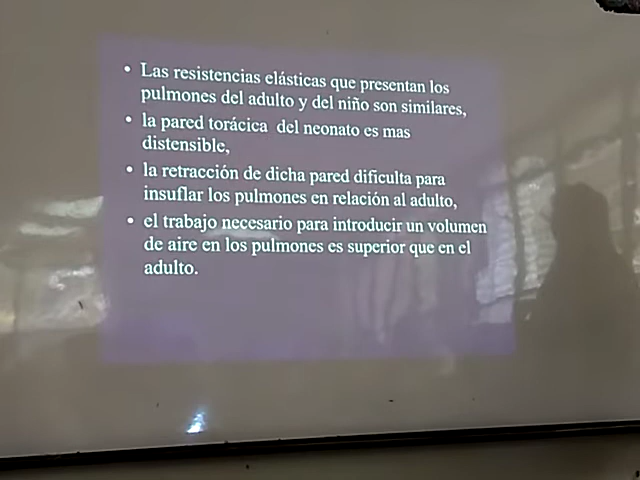 • Las resistencias elásticas que presentan los
pulmones del adulto y del niño son similares,
• la pared torácica del neonato es mas
distensible,
• la retracción de dicha pared dificulta para
insuflar los pulmones en relación al adulto,
• el trabajo necesario para introducir un volumen
de aire en los pulmones es superior que en el
adulto.